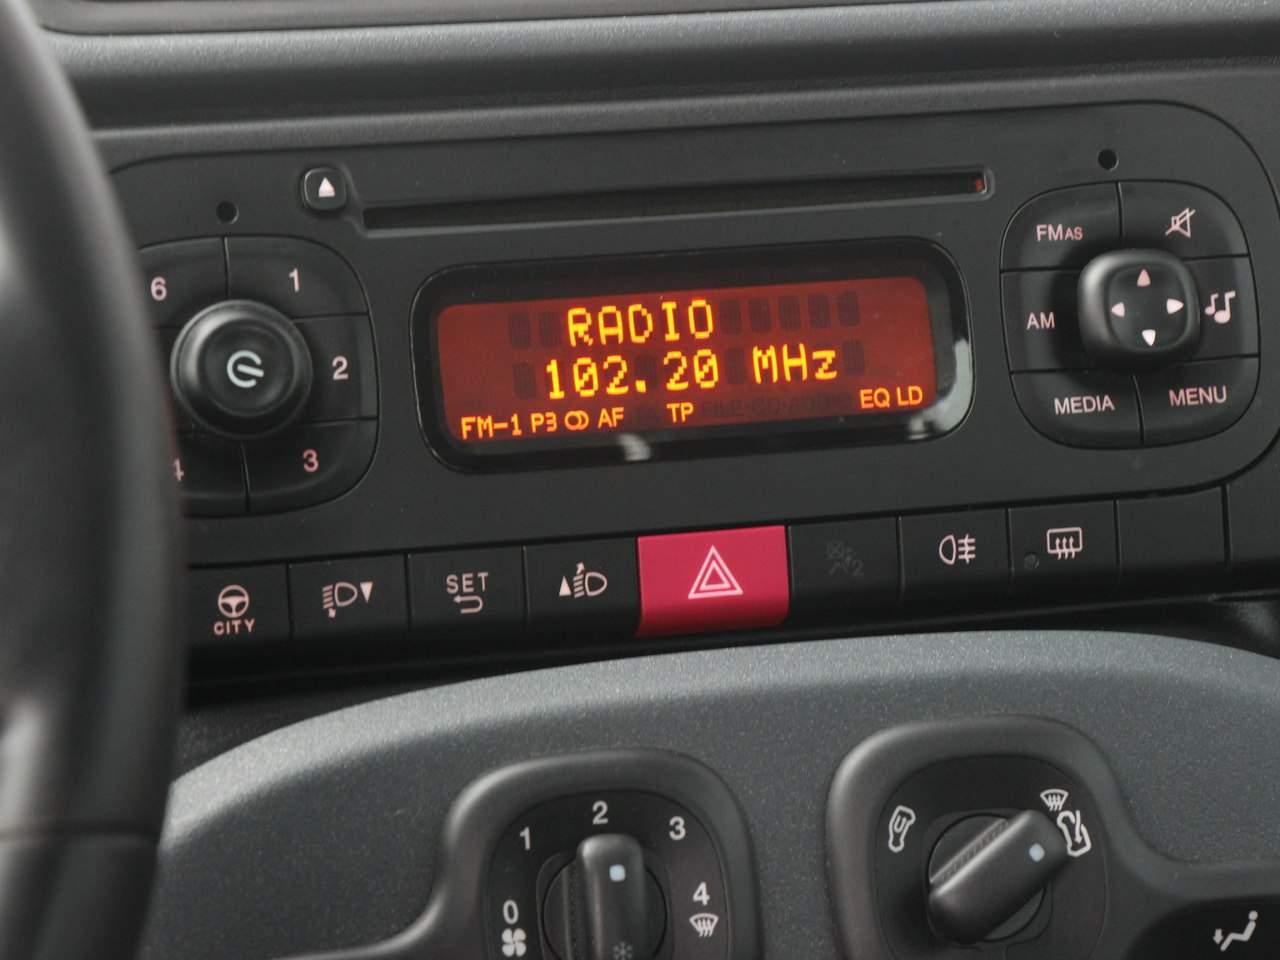 FMAS
6
1
RADIO
AM
2
102.20 MHz
FM-1 P3 AF TP EQ LD
MEDIA
MENU
4
3
CITY
SET
1
2
3
0
4